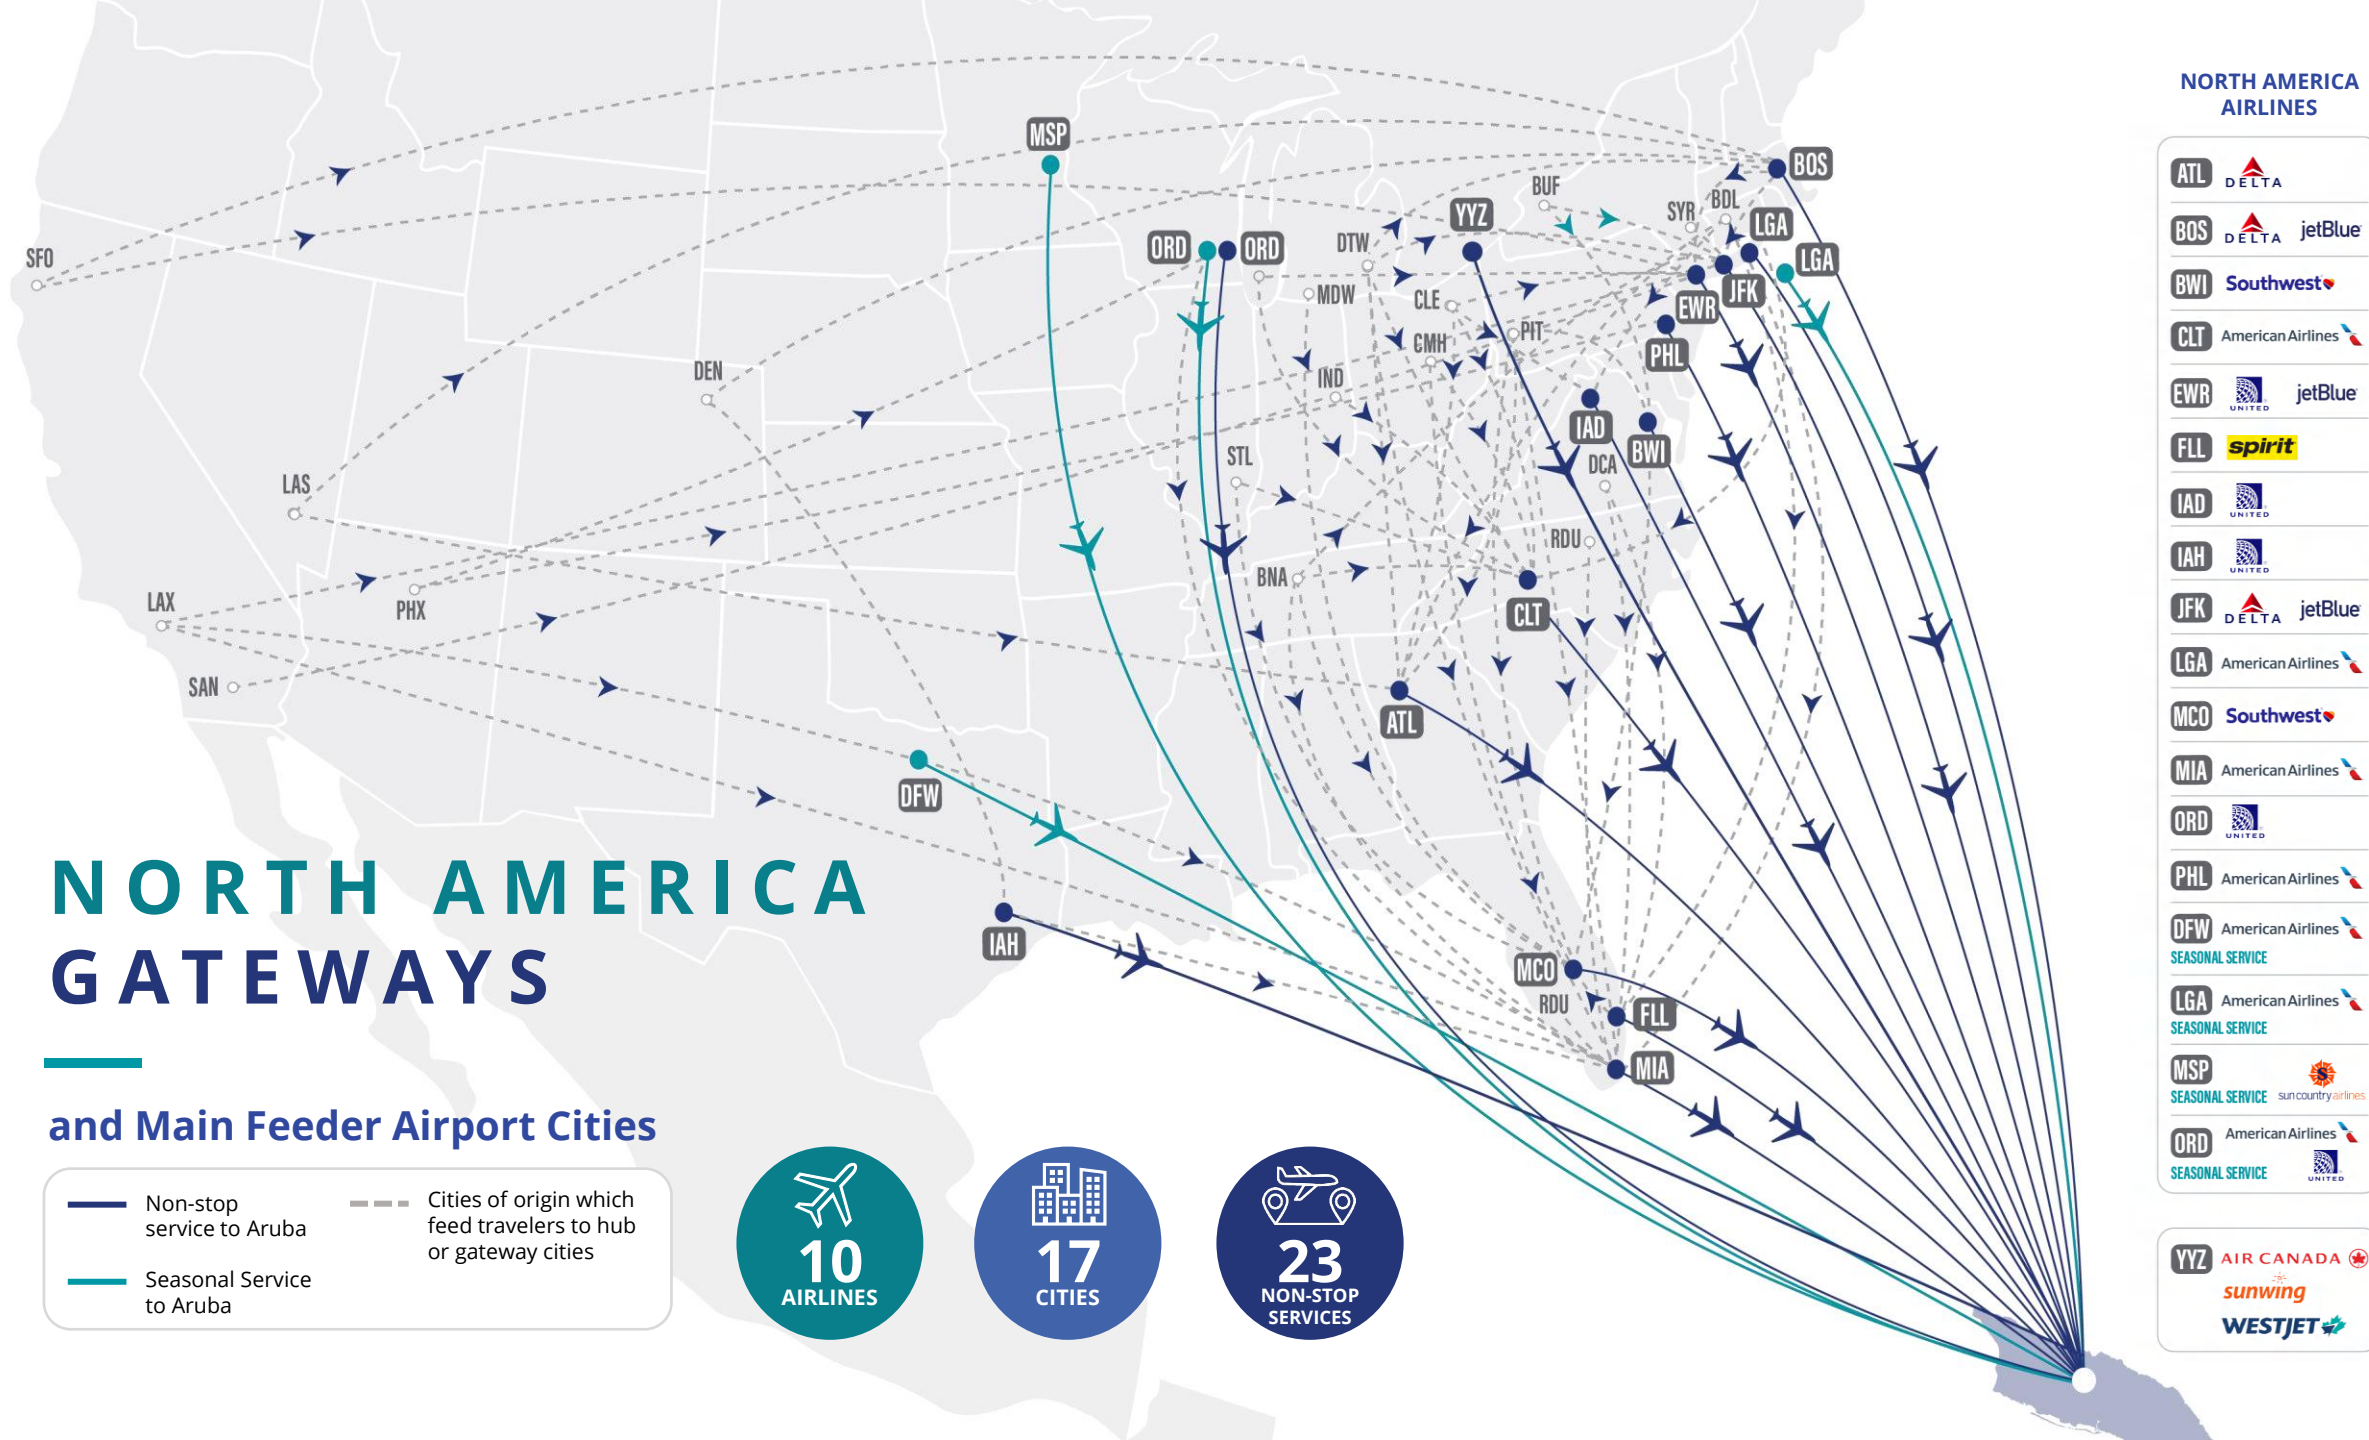 NORTH AMERICA
GATEWAYS
and Main Feeder Airport Cities
Non-stop
service to Aruba
Seasonal Service
to Aruba
Cities of origin which
feed travelers to hub
or gateway cities
10
AIRLINES
17
CITIES
23
NON-STOP
SERVICES
MSP
BOS
BUF
YYZ
SYR
BDL
LGA
LGA
ORD
ORD
DTW
SFO
MDW
CLE
EWR
JFK
PIT
CMH
PHL
DEN
IND
IAD
BWI
STL
DCA
LAS
RDU
BNA
LAX
PHX
CLT
SAN
ATL
DFW
IAH
MCO
RDU
FLL
MIA
NORTH AMERICA
AIRLINES
ATL DELTA
BOS DELTA jetBlue
BWI Southwest
CLT American Airlines
EWR UNITED jetBlue
FLL spirit
IAD UNITED
IAH UNITED
JFK DELTA jetBlue
LGA American Airlines
MCO Southwest
MIA American Airlines
ORD UNITED
PHL American Airlines
DFW American Airlines
SEASONAL SERVICE
LGA American Airlines
SEASONAL SERVICE
MSP S
SEASONAL SERVICE sun country airlines
ORD American Airlines
SEASONAL SERVICE UNITED
YYZ AIR CANADA
sunwing
WESTJET